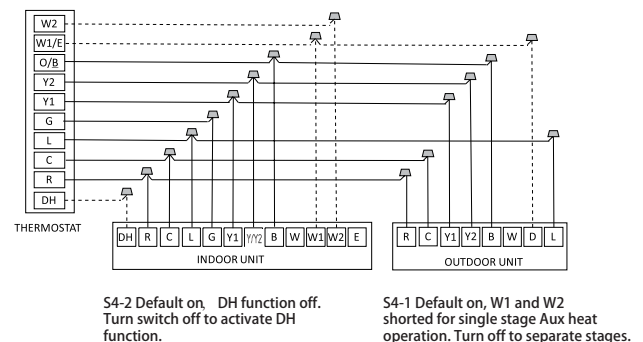 W2
W1/E
O/B
Y2
Y1
G
L
C
R
DH
THERMOSTAT
DH R C L G Y1 Y/Y2 B W W1 W2 E
INDOOR UNIT
R C Y1 Y2 B W D L
OUTDOOR UNIT
S4-2 Default on, DH function off.
Turn switch off to activate DH
function.
S4-1 Default on, W1 and W2
shorted for single stage Aux heat
operation. Turn off to separate stages.